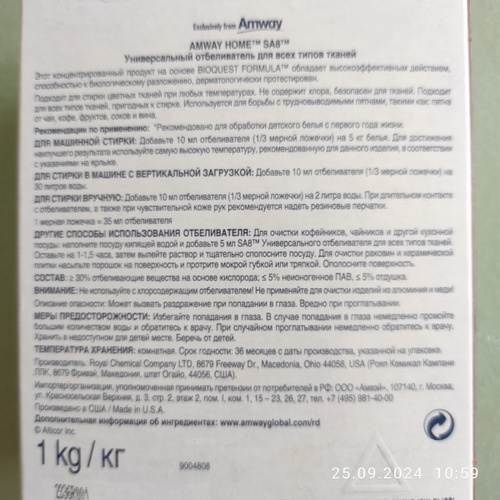 Exclusively from Amway
AMWAY HOME™ SA8™
Универсальный отбеливатель для всех типов тканей
Этот концентрированный продукт на основе BIOQUEST FORMULA™ обладает высокоэффективным действием,
способностью к биологическому разложению, дерматологически протестирован.
Подходит для стирки цветных тканей при любых температурах. Не содержит хлора, безопасен для тканей. Подходит
для всех типов тканей, пригодных к стирке. Используется для борьбы с трудновыводимыми пятнами, такими как: пятна
от чая, кофе, фруктов, соков и вина.
Рекомендации по применению: *Рекомендовано для обработки детского белья с первого года жизни.
ДЛЯ МАШИННОЙ СТИРКИ: Добавьте 10 мл отбеливателя (1/3 мерной ложечки) на 5 кг белья. Для достижения
наилучшего результата используйте самую высокую температуру, рекомендованную для данного изделия, в соответствии
с указаниями на ярлыке.
ДЛЯ СТИРКИ В МАШИНЕ С ВЕРТИКАЛЬНОЙ ЗАГРУЗКОЙ: Добавьте 10 мл отбеливателя (1/3 мерной ложечки) на
30 литров воды.
ДЛЯ СТИРКИ ВРУЧНУЮ: Добавьте 10 мл отбеливателя (1/3 мерной ложечки) на 2 литра воды. При длительном контакте
с отбеливателем, а также при чувствительной коже рук рекомендуется надеть резиновые перчатки.
1 мерная ложечка = 35 мл отбеливателя
ДРУГИЕ СПОСОБЫ ИСПОЛЬЗОВАНИЯ ОТБЕЛИВАТЕЛЯ: Для очистки кофейников, чайников и другой кухонной
посуды: наполните посуду кипящей водой и добавьте 5 мл SA8™ Универсального отбеливателя для всех типов тканей.
Оставьте на 1-1,5 часа, затем вылейте раствор и тщательно сполосните посуду. Для очистки раковин и керамической
плитки насыпьте порошок на поверхность и протрите мокрой губкой или тряпкой. Ополосните поверхность.
СОСТАВ: ≥ 30% отбеливающие вещества на основе кислорода; ≤ 5% неионогенное ПАВ, ≤ 5% отдушка.
ВНИМАНИЕ: Не используйте с хлорсодержащим отбеливателем! Не применяйте для очистки изделий из алюминия и меди!
Описание опасности: Может вызвать раздражение при попадании в глаза. Вредно при проглатывании.
МЕРЫ ПРЕДОСТОРОЖНОСТИ: Избегайте попадания в глаза. В случае попадания в глаза немедленно промойте
большим количеством воды и обратитесь к врачу. При случайном проглатывании немедленно обратитесь к врачу.
Хранить в недоступном для детей месте. Беречь от детей.
ТЕМПЕРАТУРА ХРАНЕНИЯ: комнатная. Срок годности: 36 месяцев с даты производства, указанной на упаковке.
Производитель: Royal Chemical Company LTD, 8679 Freeway Dr., Macedonia, Ohio 44056, USA (Роял Кемикал Кампани
ЛТД, 8679 Фривэй, Македония, штат Огайо, 44056, США).
Импортер/организация, уполномоченная принимать претензии от потребителей в РФ: ООО «Амвэй», 107140, г. Москва,
ул. Красносельская Верхняя, д. 3, стр. 2, этаж 2, пом. I, ком. 1, 15 – 23, 26, 27, тел. +7 (495) 981-40-00
Произведено в США / Made in U.S.A.
Дополнительная информация об ингредиентах: www.amwayglobal.com/rd
© Alticor Inc.
1 kg / кг
9004806
25.09.2024 10:59